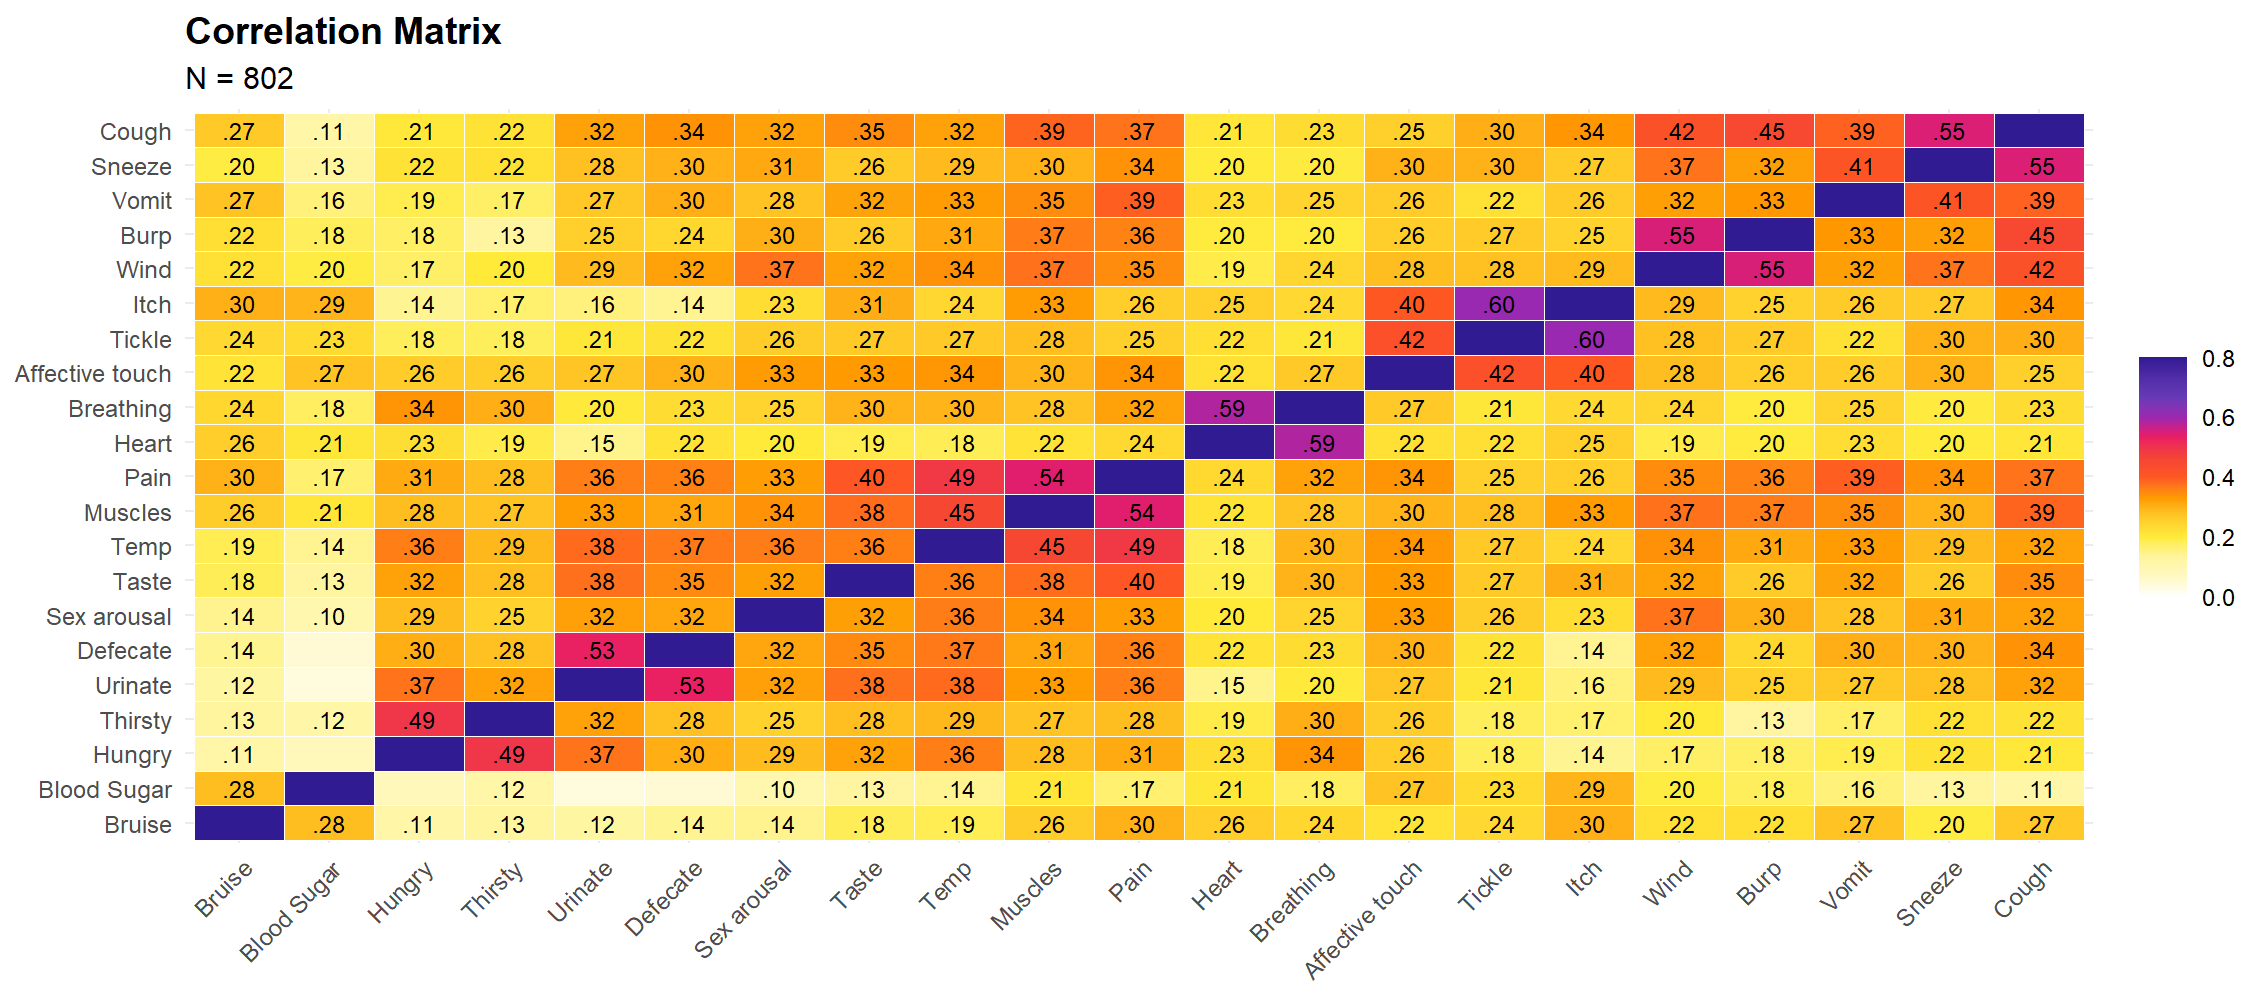 Correlation Matrix
N = 802
Cough .27 .11 .21 .22 .32 .34 .32 .35 .32 .39 .37 .21 .23 .25 .30 .34 .42 .45 .39 .55
Sneeze .20 .13 .22 .22 .28 .30 .31 .26 .29 .30 .34 .20 .20 .30 .30 .27 .37 .32 .41 .55
Vomit .27 .16 .19 .17 .27 .30 .28 .32 .33 .35 .39 .23 .25 .26 .22 .26 .32 .33 .41 .39
Burp .22 .18 .18 .13 .25 .24 .30 .26 .31 .37 .36 .20 .20 .26 .27 .25 .55 .33 .32 .45
Wind .22 .20 .17 .20 .29 .32 .37 .32 .34 .37 .35 .19 .24 .28 .28 .29 .55 .32 .37 .42
Itch .30 .29 .14 .17 .16 .14 .23 .31 .24 .33 .26 .25 .24 .40 .60 .29 .25 .26 .27 .34
Tickle .24 .23 .18 .18 .21 .22 .26 .27 .27 .28 .25 .22 .21 .42 .60 .28 .27 .22 .30 .30
Affective touch .22 .27 .26 .26 .27 .30 .33 .33 .34 .30 .34 .22 .27 .42 .40 .28 .26 .26 .30 .25
Breathing .24 .18 .34 .30 .20 .23 .25 .30 .30 .28 .32 .59 .27 .21 .24 .24 .20 .25 .20 .23
Heart .26 .21 .23 .19 .15 .22 .20 .19 .18 .22 .24 .59 .22 .22 .25 .19 .20 .23 .20 .21
Pain .30 .17 .31 .28 .36 .36 .33 .40 .49 .54 .24 .32 .34 .25 .26 .35 .36 .39 .34 .37
Muscles .26 .21 .28 .27 .33 .31 .34 .38 .45 .54 .22 .28 .30 .28 .33 .37 .37 .35 .30 .39
Temp .19 .14 .36 .29 .38 .37 .36 .36 .45 .49 .18 .30 .34 .27 .24 .34 .31 .33 .29 .32
Taste .18 .13 .32 .28 .38 .35 .32 .36 .38 .40 .19 .30 .33 .27 .31 .32 .26 .32 .26 .35
Sex arousal .14 .10 .29 .25 .32 .32 .32 .36 .34 .33 .20 .25 .33 .26 .23 .37 .30 .28 .31 .32
Defecate .14 .30 .28 .53 .32 .35 .37 .31 .36 .22 .23 .30 .22 .14 .32 .24 .30 .30 .34
Urinate .12 .37 .32 .53 .32 .38 .38 .33 .36 .15 .20 .27 .21 .16 .29 .25 .27 .28 .32
Thirsty .13 .12 .49 .32 .28 .25 .28 .29 .27 .28 .19 .30 .26 .18 .17 .20 .13 .17 .22 .22
Hungry .11 .49 .37 .30 .29 .32 .36 .28 .31 .23 .34 .26 .18 .14 .17 .18 .19 .22 .21
Blood Sugar .28 .12 .10 .13 .14 .21 .17 .21 .18 .27 .23 .29 .20 .18 .16 .13 .11
Bruise .28 .11 .13 .12 .14 .14 .18 .19 .26 .30 .26 .24 .22 .24 .30 .22 .22 .27 .20 .27
Bruise Blood Sugar Hungry Thirsty Urinate Defecate Sex arousal Taste Temp Muscles Pain Heart Breathing Affective touch Tickle Itch Wind Burp Vomit Sneeze Cough
0.8
0.6
0.4
0.2
0.0